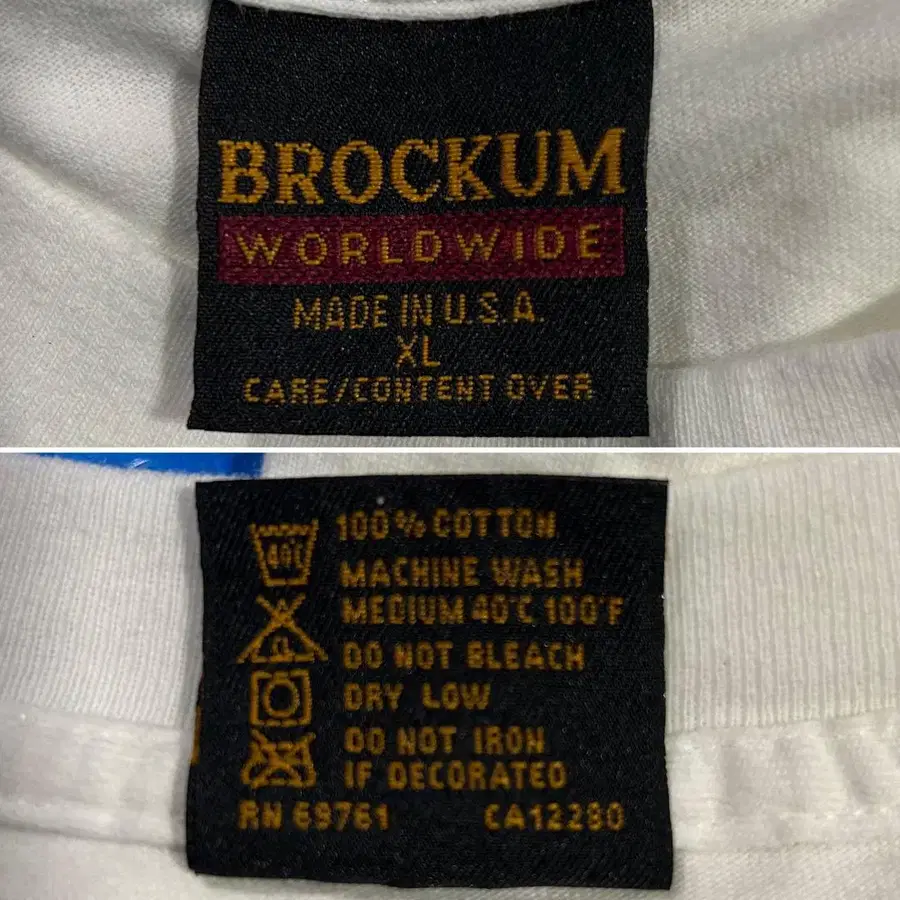 BROCKUM
WORLDWIDE
MADE IN U.S.A.
XL
CARE/CONTENT OVER
100% COTTON
40°C
MACHINE WASH
MEDIUM 40°C 100°F
DO NOT BLEACH
DRY LOW
DO NOT IRON
IF DECORATED
RN 69761 CA12280